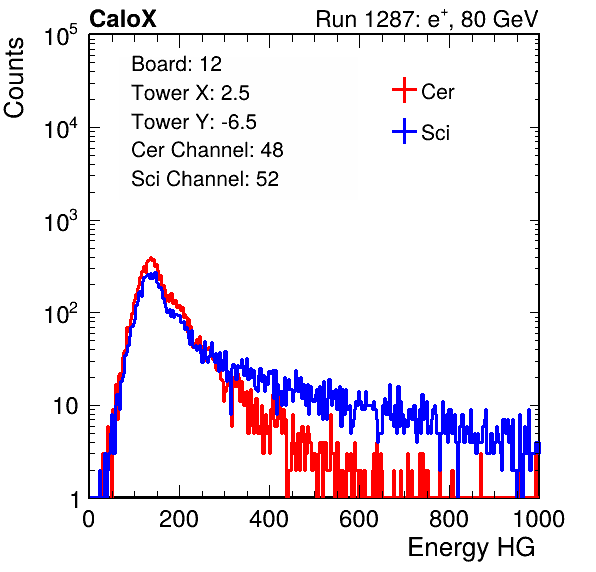 CaloX Run 1287: e⁺, 80 GeV
Counts
Board: 12
Tower X: 2.5
Tower Y: -6.5
Cer Channel: 48
Sci Channel: 52
Cer
Sci
10⁵
10⁴
10³
10²
10
1
0 200 400 600 800 1000
Energy HG